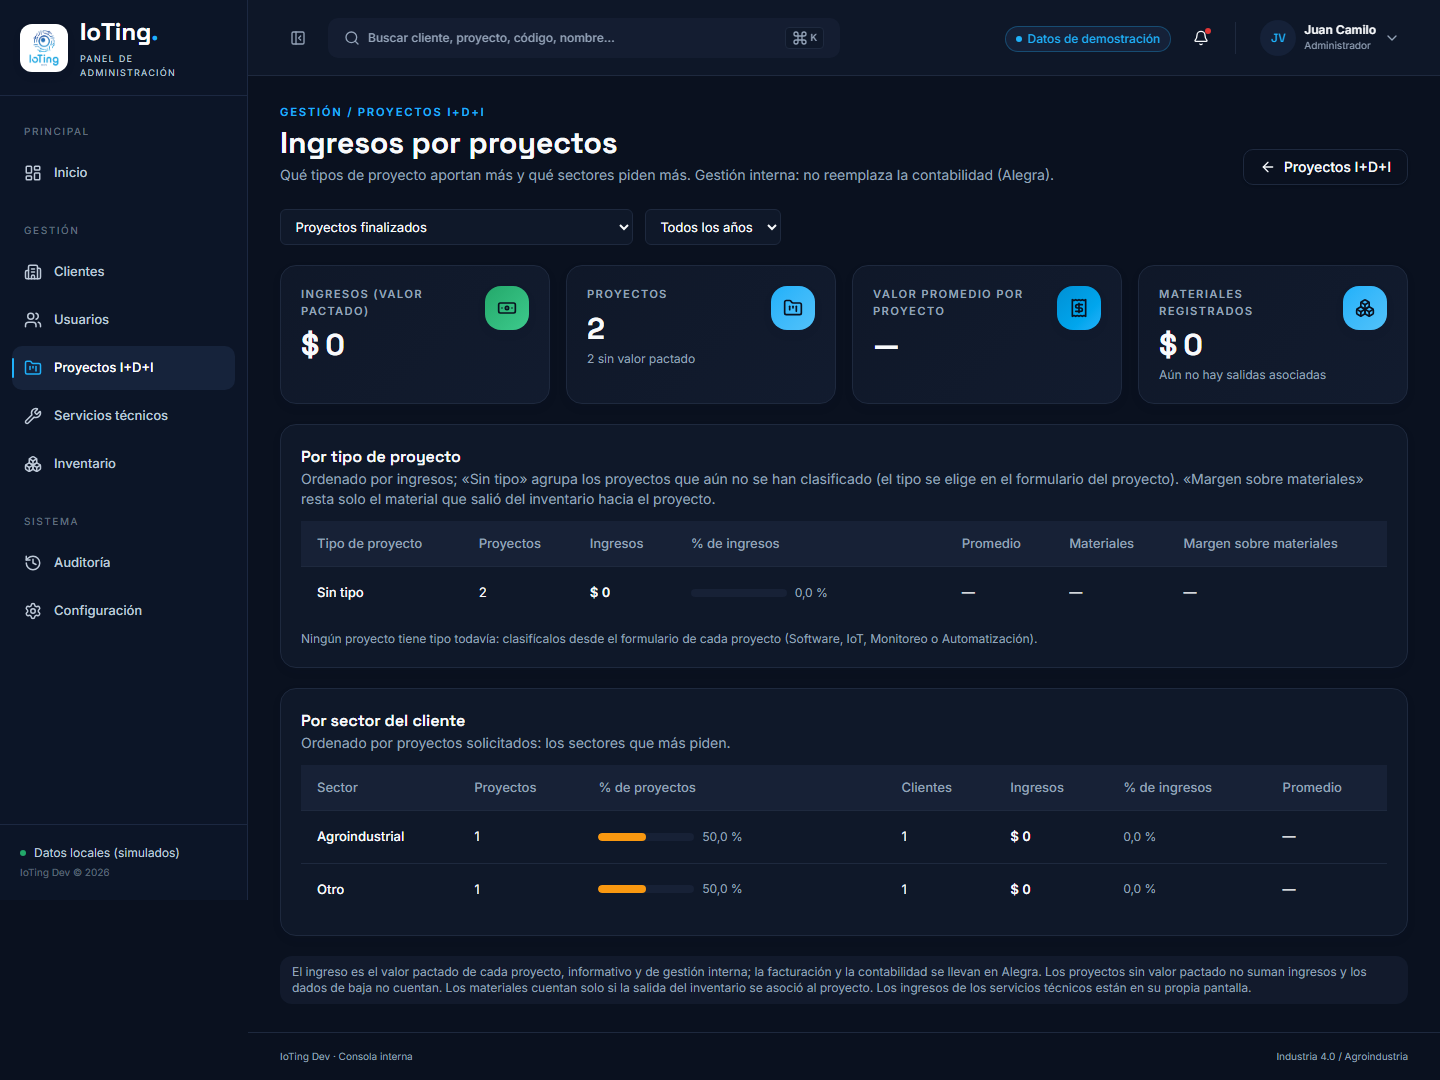 IoTing.
PANEL DE
ADMINISTRACIÓN
IoTing
Buscar cliente, proyecto, código, nombre...
⌘ K
Datos de demostración
JV
Juan Camilo
Administrador
PRINCIPAL
Inicio
GESTIÓN
Clientes
Usuarios
Proyectos I+D+I
Servicios técnicos
Inventario
SISTEMA
Auditoría
Configuración
Datos locales (simulados)
IoTing Dev © 2026
GESTIÓN / PROYECTOS I+D+I
Ingresos por proyectos
Qué tipos de proyecto aportan más y qué sectores piden más. Gestión interna: no reemplaza la contabilidad (Alegra).
Proyectos I+D+I
Proyectos finalizados
Todos los años
INGRESOS (VALOR
PACTADO)
$ 0
PROYECTOS
2
2 sin valor pactado
VALOR PROMEDIO POR
PROYECTO
—
MATERIALES
REGISTRADOS
$ 0
Aún no hay salidas asociadas
Por tipo de proyecto
Ordenado por ingresos; «Sin tipo» agrupa los proyectos que aún no se han clasificado (el tipo se elige en el formulario del proyecto). «Margen sobre materiales»
resta solo el material que salió del inventario hacia el proyecto.
Tipo de proyecto Proyectos Ingresos % de ingresos Promedio Materiales Margen sobre materiales
Sin tipo 2 $ 0 0,0 % — — —
Ningún proyecto tiene tipo todavía: clasifícalos desde el formulario de cada proyecto (Software, IoT, Monitoreo o Automatización).
Por sector del cliente
Ordenado por proyectos solicitados: los sectores que más piden.
Sector Proyectos % de proyectos Clientes Ingresos % de ingresos Promedio
Agroindustrial 1 50,0 % 1 $ 0 0,0 % —
Otro 1 50,0 % 1 $ 0 0,0 % —
El ingreso es el valor pactado de cada proyecto, informativo y de gestión interna; la facturación y la contabilidad se llevan en Alegra. Los proyectos sin valor pactado no suman ingresos y los
dados de baja no cuentan. Los materiales cuentan solo si la salida del inventario se asoció al proyecto. Los ingresos de los servicios técnicos están en su propia pantalla.
IoTing Dev · Consola interna
Industria 4.0 / Agroindustria